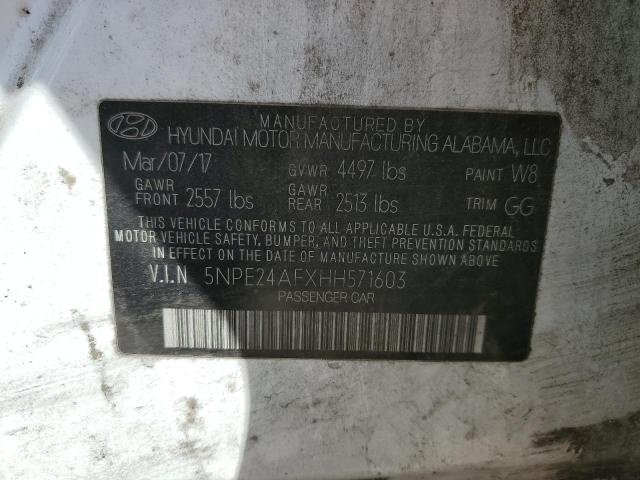 MANUFACTURED BY
HYUNDAI MOTOR MANUFACTURING ALABAMA, LLC
Mar/07/17 GVWR 4497 lbs PAINT W8
GAWR FRONT 2557 lbs GAWR REAR 2513 lbs TRIM GG
THIS VEHICLE CONFORMS TO ALL APPLICABLE U.S.A. FEDERAL
MOTOR VEHICLE SAFETY, BUMPER, AND THEFT PREVENTION STANDARDS
IN EFFECT ON THE DATE OF MANUFACTURE SHOWN ABOVE.
V.I.N 5NPE24AFXHH571603
PASSENGER CAR